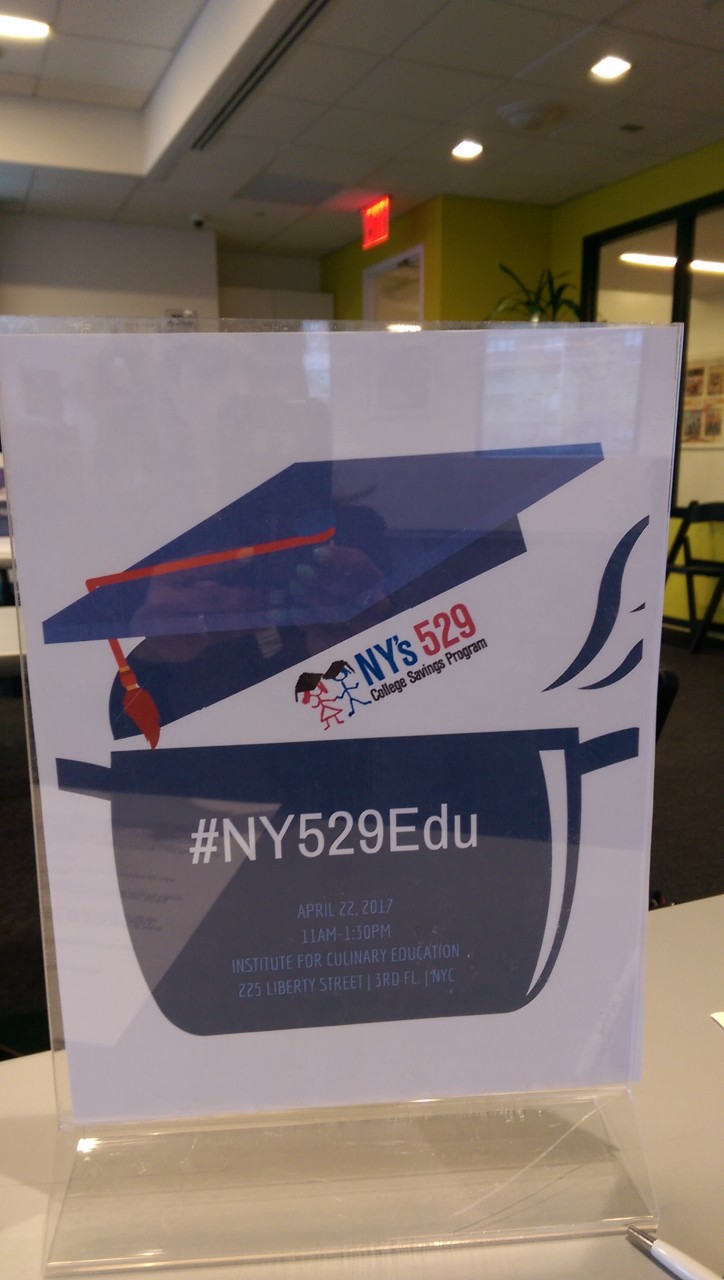 EXIT
NY's 529
College Savings Program
#NY529Edu
APRIL 22, 2017
11AM-1:30PM
INSTITUTE FOR CULINARY EDUCATION
225 LIBERTY STREET | 3RD FL. | NYC